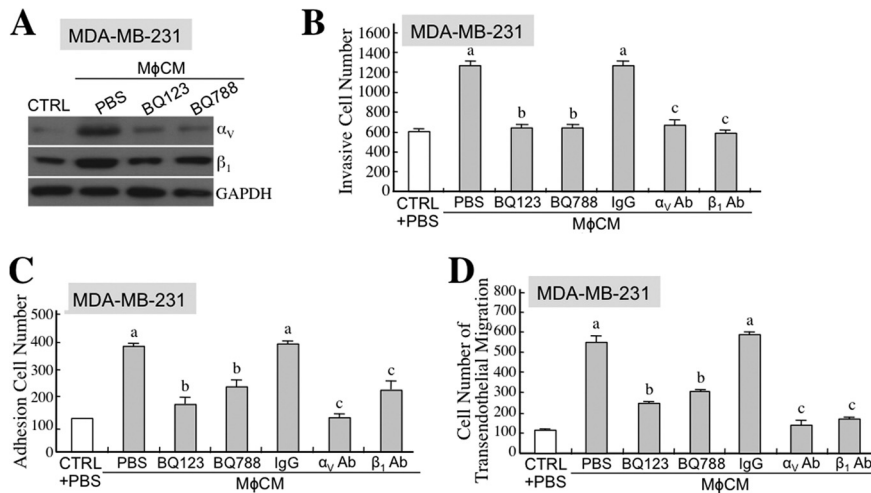 A
MDA-MB-231
MφCM
CTRL PBS BQ123 BQ788
αV
β1
GAPDH
B
MDA-MB-231
Invasive Cell Number
1400
1200
1000
800
600
400
200
0
a b b a c c
CTRL +PBS
PBS BQ123 BQ788 IgG αV Ab β1 Ab
MφCM
C
MDA-MB-231
Adhesion Cell Number
500
400
300
200
100
a b b a c c
CTRL +PBS
PBS BQ123 BQ788 IgG αV Ab β1 Ab
MφCM
D
MDA-MB-231
Cell Number of
Transendothelial Migration
800
700
600
500
400
300
200
100
a b b a c c
CTRL +PBS
PBS BQ123 BQ788 IgG αV Ab β1 Ab
MφCM